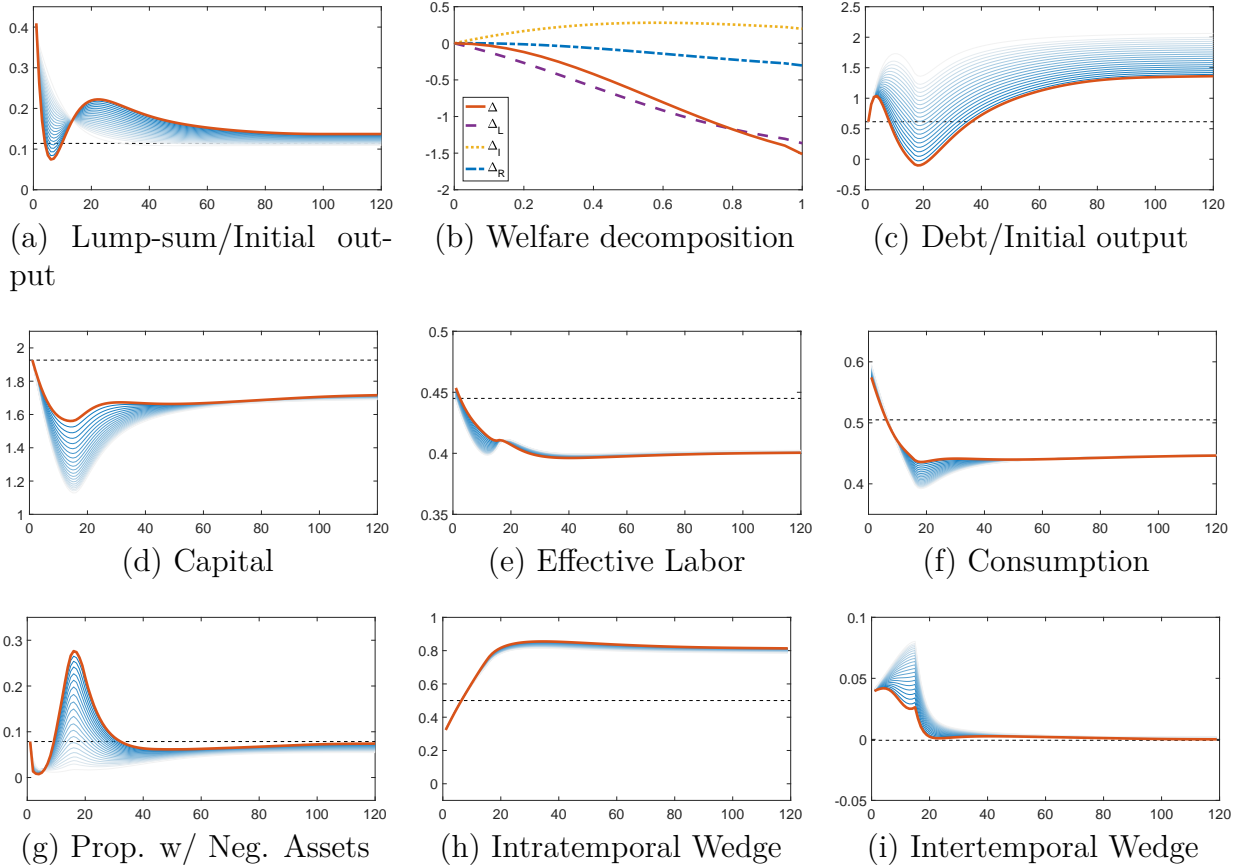 0.4
0.3
0.2
0.1
0
0 20 40 60 80 100 120
(a) Lump-sum/Initial out-
put
0.5
0
-0.5
-1
-1.5
-2
Δ
Δ_L
Δ_I
Δ_R
0 0.2 0.4 0.6 0.8 1
(b) Welfare decomposition
2.5
2
1.5
1
0.5
0
-0.5
0 20 40 60 80 100 120
(c) Debt/Initial output
2
1.8
1.6
1.4
1.2
1
0 20 40 60 80 100 120
(d) Capital
0.5
0.45
0.4
0.35
0 20 40 60 80 100 120
(e) Effective Labor
0.6
0.5
0.4
0 20 40 60 80 100 120
(f) Consumption
0.3
0.2
0.1
0
0 20 40 60 80 100 120
(g) Prop. w/ Neg. Assets
1
0.8
0.6
0.4
0.2
0
0 20 40 60 80 100 120
(h) Intratemporal Wedge
0.1
0.05
0
-0.05
0 20 40 60 80 100 120
(i) Intertemporal Wedge